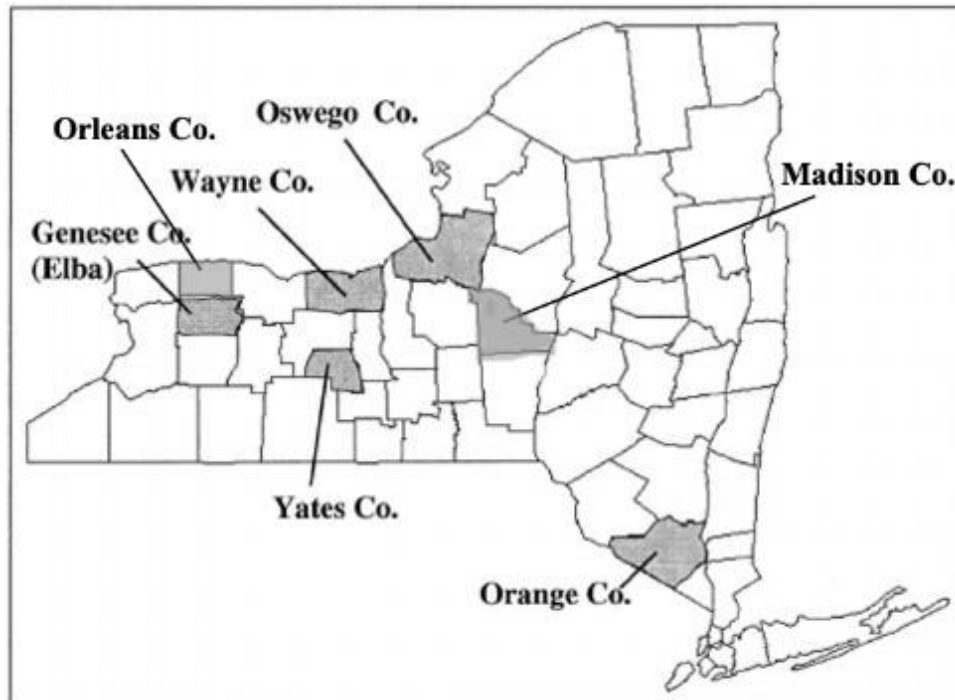 Oswego Co.
Orleans Co.
Wayne Co.
Madison Co.
Genesee Co.
(Elba)
Yates Co.
Orange Co.